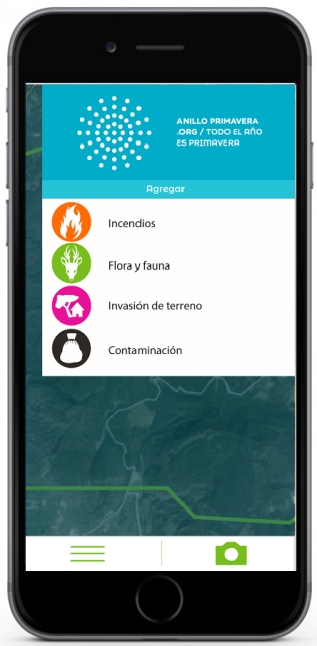 ANILLO PRIMAVERA
.ORG / TODO EL AÑO
ES PRIMAVERA
Agregar
Incendios
Flora y fauna
Invasión de terreno
Contaminación